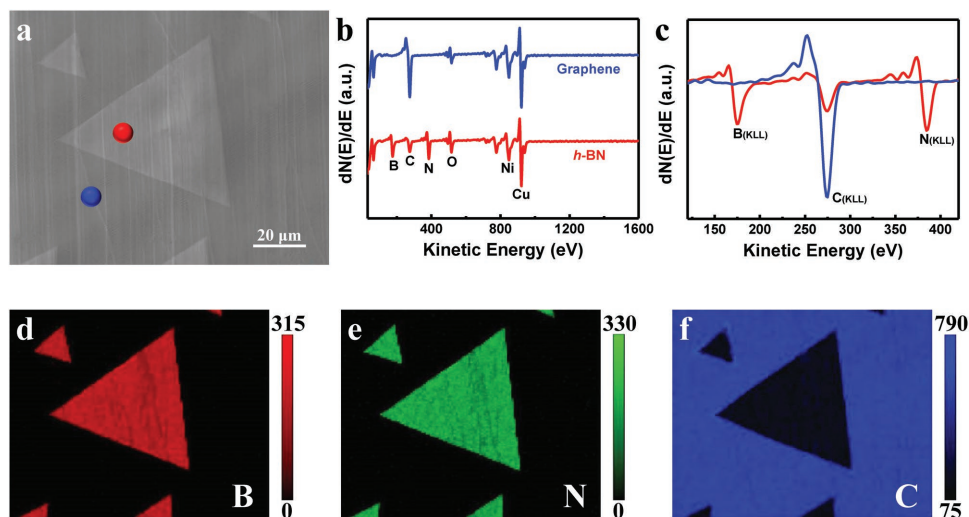 a
20 µm
b
dN(E)/dE (a.u.)
Graphene
h-BN
B
C
N
O
Ni
Cu
400
800
1200
1600
Kinetic Energy (eV)
c
dN(E)/dE (a.u.)
B(KLL)
C(KLL)
N(KLL)
150
200
250
300
350
400
Kinetic Energy (eV)
d
B
315
0
e
N
330
0
f
C
790
75